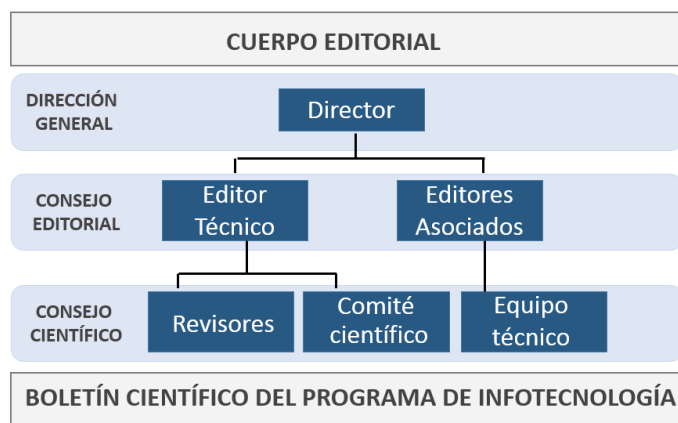 CUERPO EDITORIAL
DIRECCIÓN
GENERAL
Director
CONSEJO
EDITORIAL
Editor
Técnico
Editores
Asociados
CONSEJO
CIENTÍFICO
Revisores
Comité
científico
Equipo
técnico
BOLETÍN CIENTÍFICO DEL PROGRAMA DE INFOTECNOLOGÍA